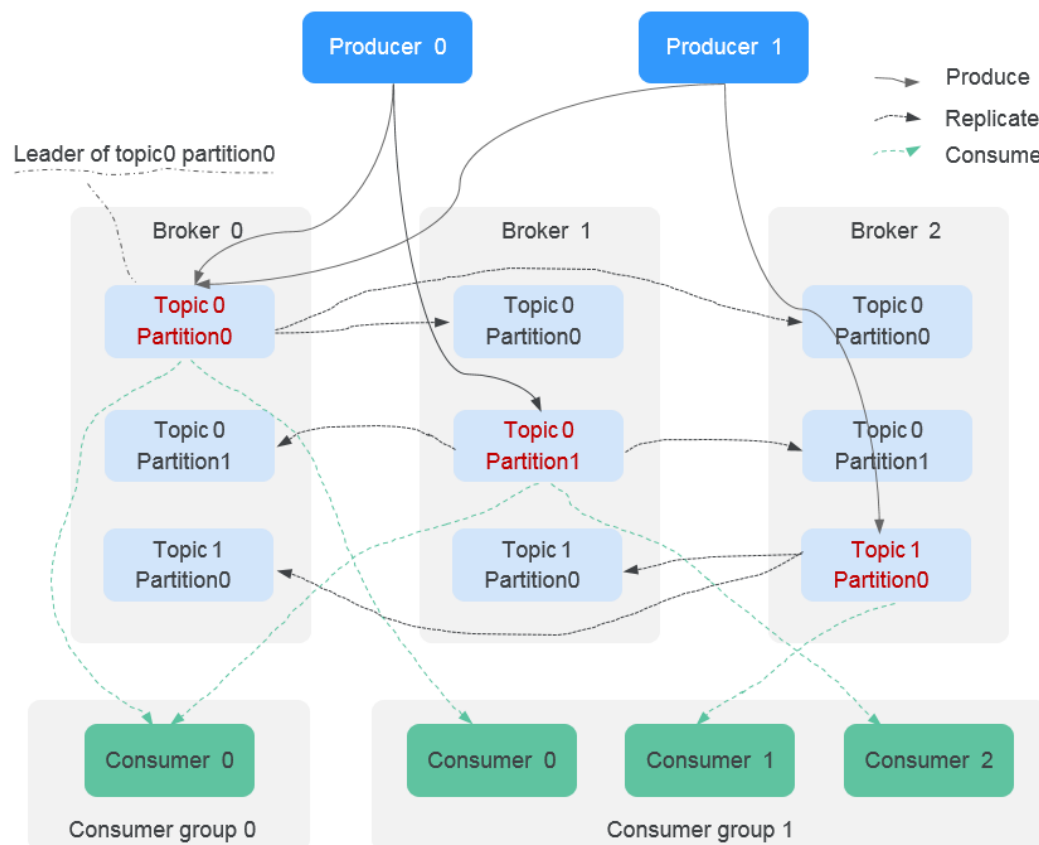 Producer 0
Producer 1
Produce
Replicate
Consume
Leader of topic0 partition0
Broker 0
Broker 1
Broker 2
Topic 0
Partition0
Topic 0
Partition0
Topic 0
Partition0
Topic 0
Partition1
Topic 0
Partition1
Topic 0
Partition1
Topic 1
Partition0
Topic 1
Partition0
Topic 1
Partition0
Consumer 0
Consumer 0
Consumer 1
Consumer 2
Consumer group 0
Consumer group 1